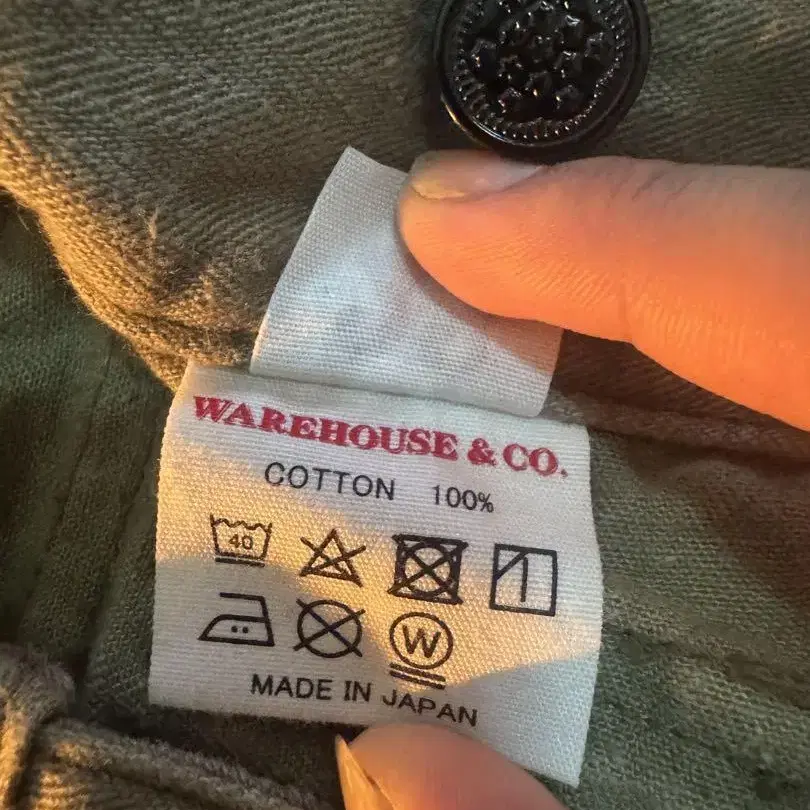 WAREHOUSE & CO.
COTTON 100%
40
W
MADE IN JAPAN